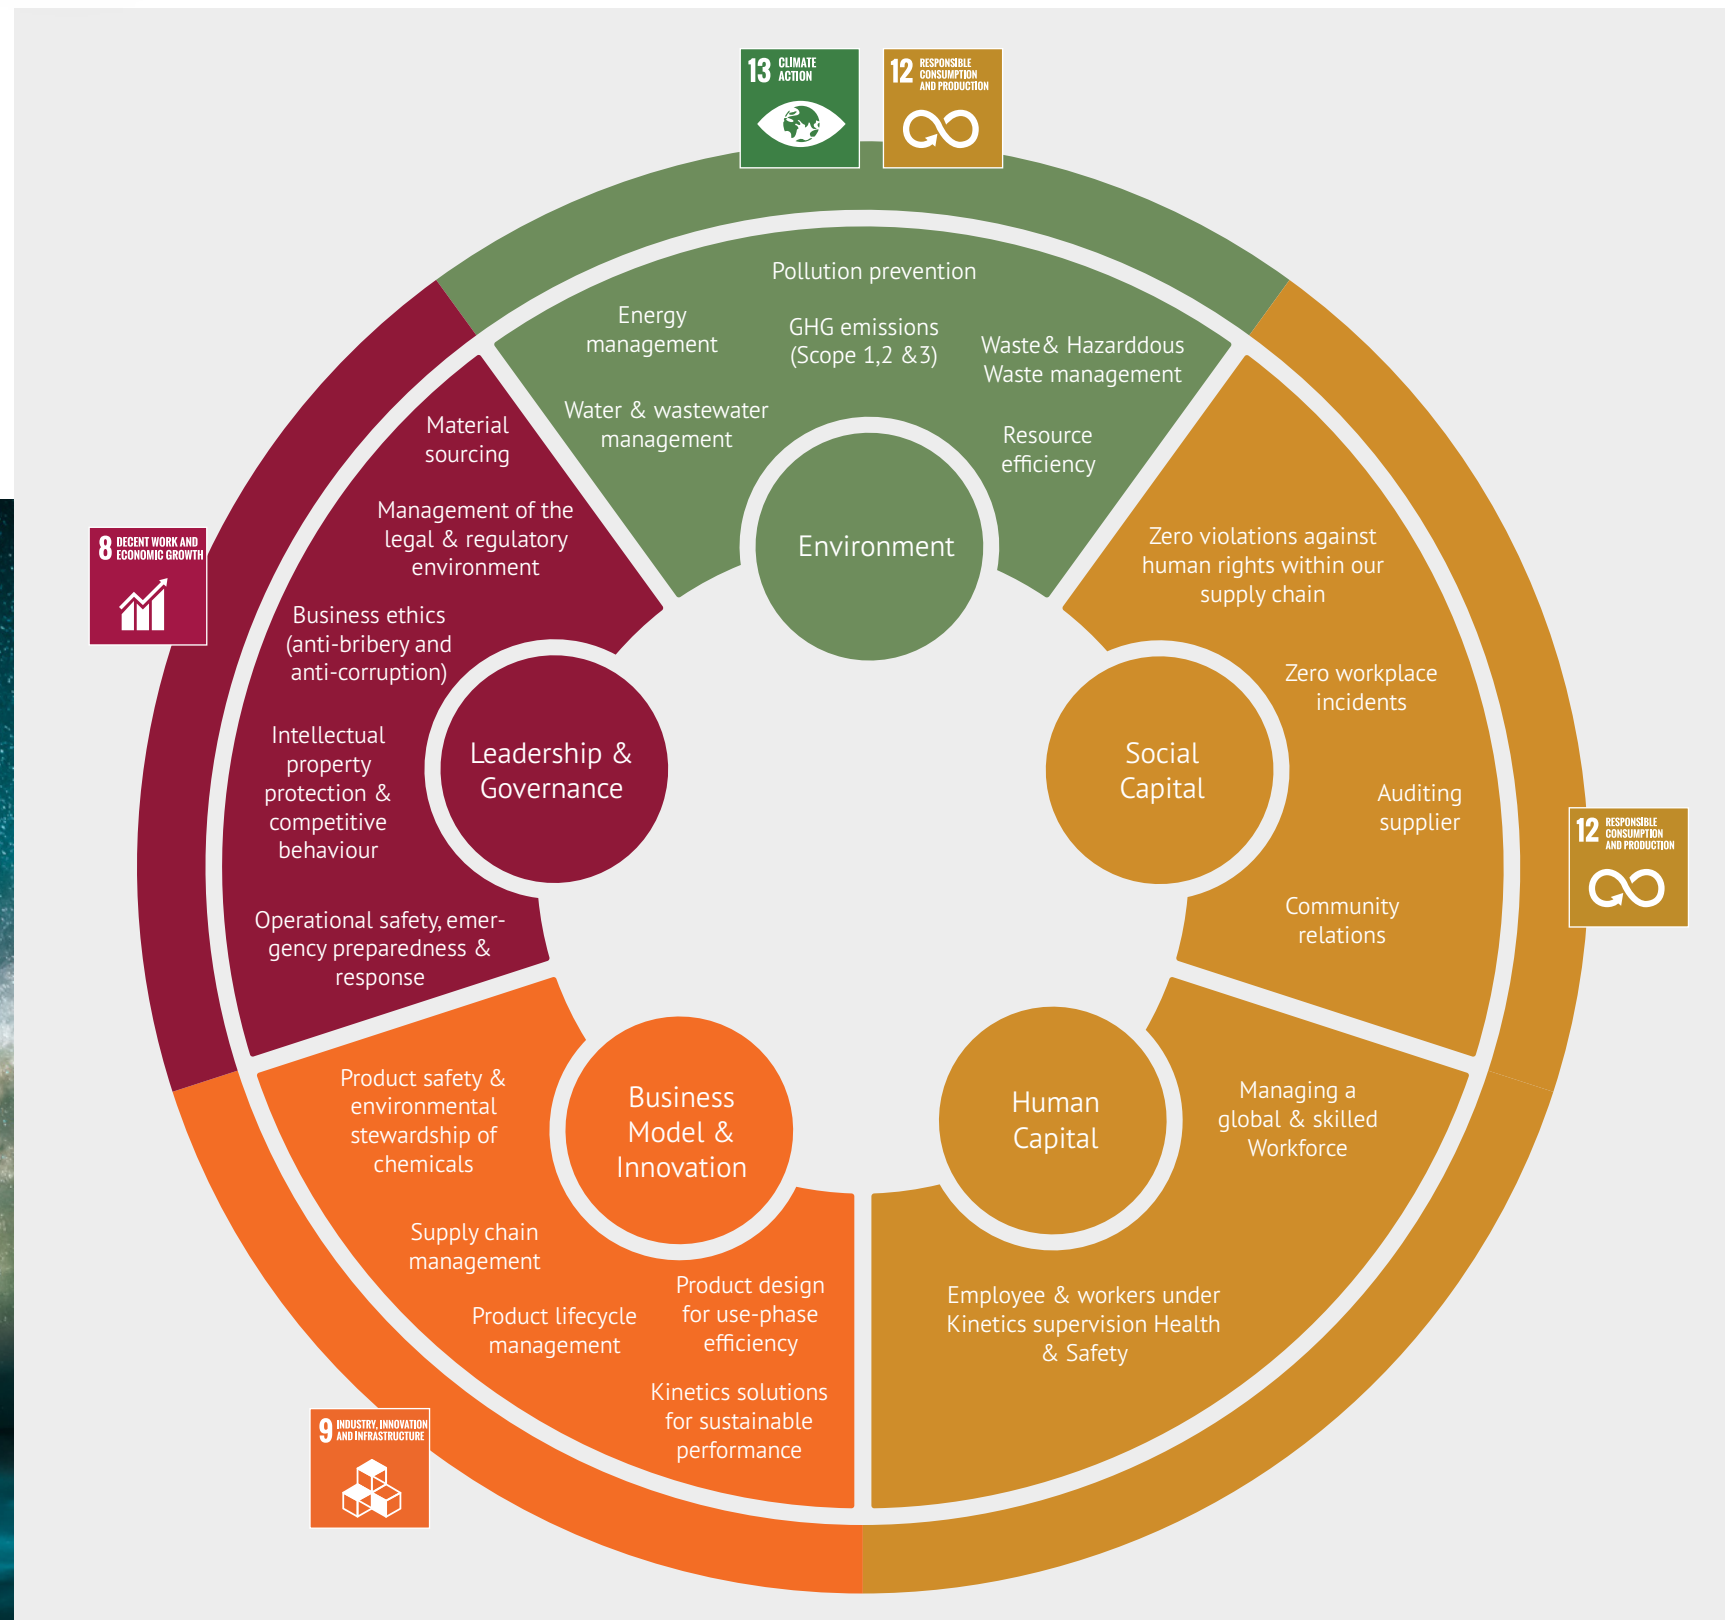 13 CLIMATE
ACTION
12 RESPONSIBLE
CONSUMPTION
AND PRODUCTION
Pollution prevention
Energy
management
GHG emissions
(Scope 1,2 &3)
Waste& Hazarddous
Waste management
Water & wastewater
management
Resource
efficiency
Environment
Zero violations against
human rights within our
supply chain
Zero workplace
incidents
Auditing
supplier
Community
relations
Social
Capital
12 RESPONSIBLE
CONSUMPTION
AND PRODUCTION
Managing a
global & skilled
Workforce
Human
Capital
Employee & workers under
Kinetics supervision Health
& Safety
Business
Model &
Innovation
Product safety &
environmental
stewardship of
chemicals
Supply chain
management
Product lifecycle
management
Product design
for use-phase
efficiency
Kinetics solutions
for sustainable
performance
9 INDUSTRY, INNOVATION
AND INFRASTRUCTURE
Material
sourcing
Management of the
legal & regulatory
environment
Business ethics
(anti-bribery and
anti-corruption)
Intellectual
property
protection &
competitive
behaviour
Operational safety, emer-
gency preparedness &
response
Leadership &
Governance
8 DECENT WORK AND
ECONOMIC GROWTH